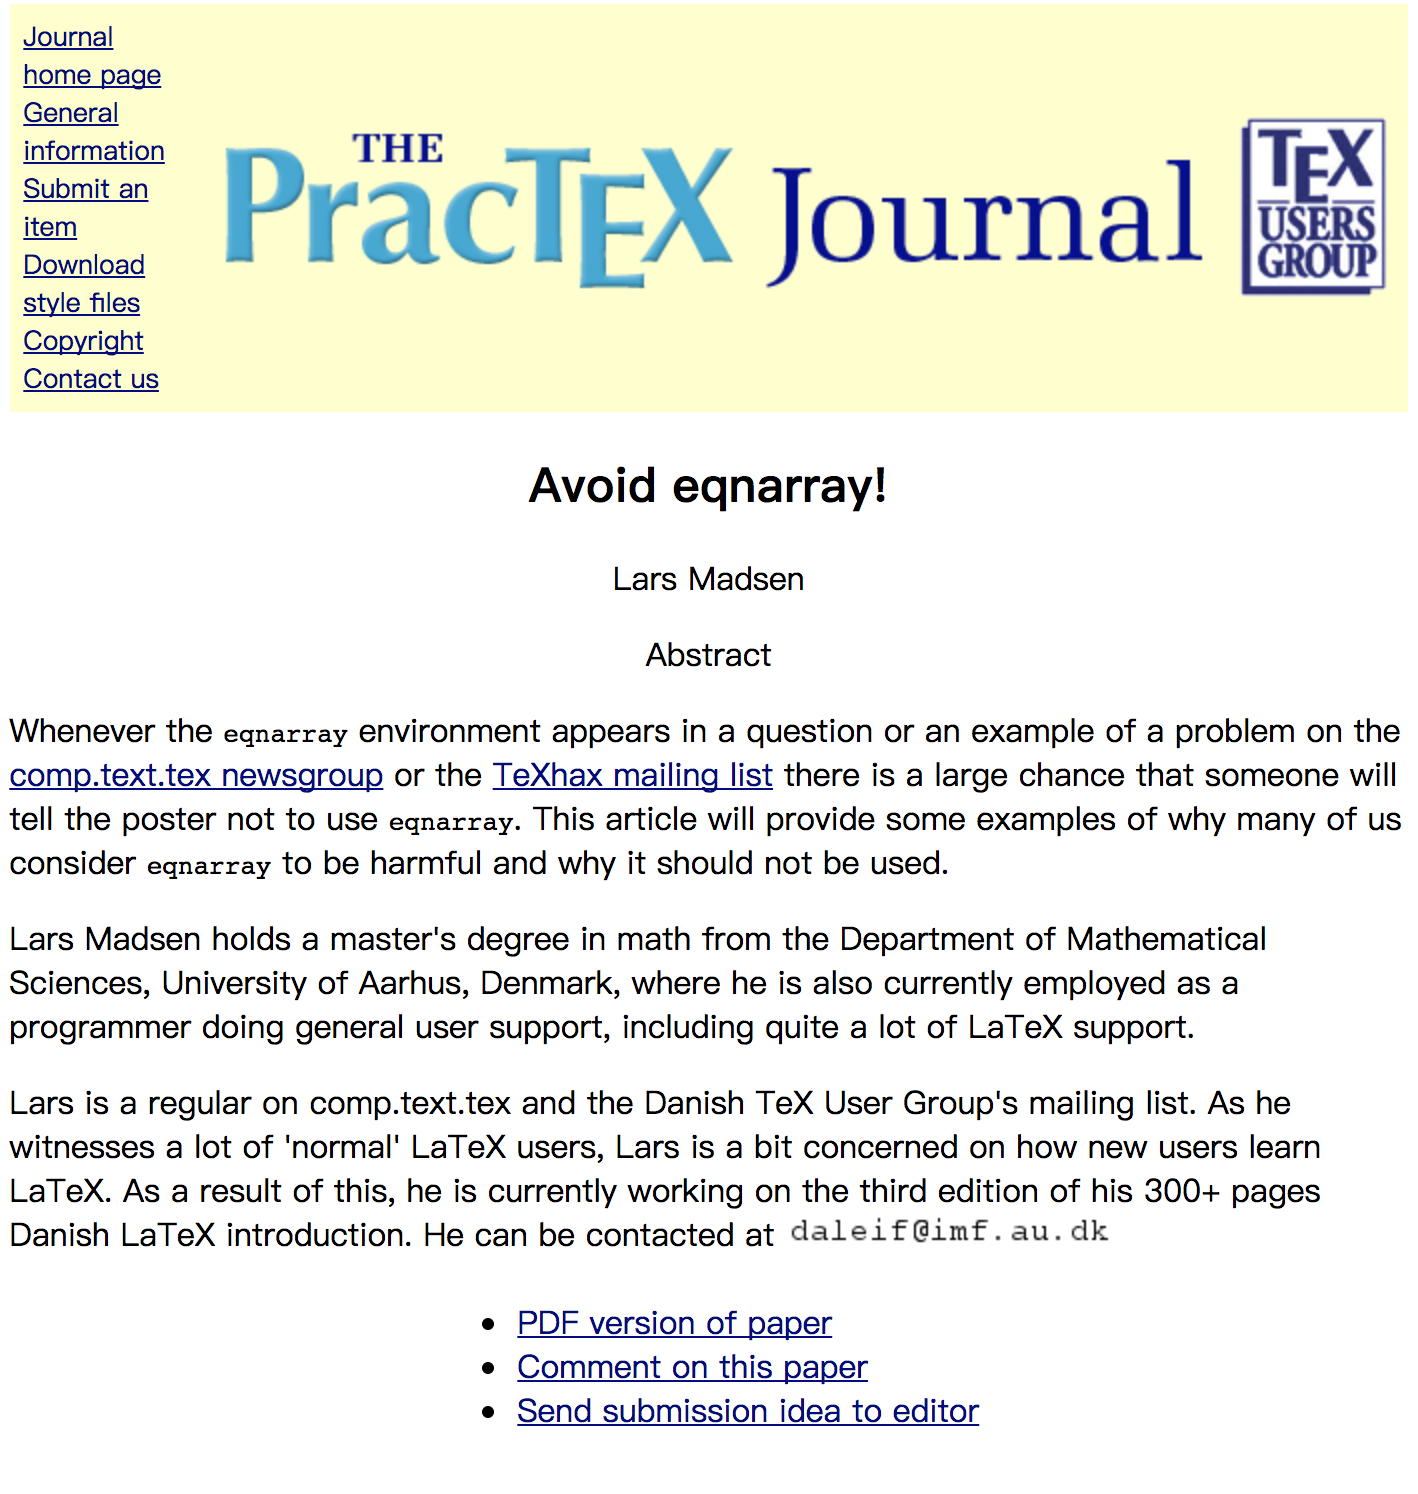 Journal
home page
General
information
Submit an
item
Download
style files
Copyright
Contact us
THE
PracTEX Journal
TEX
USERS
GROUP
Avoid eqnarray!
Lars Madsen
Abstract
Whenever the eqnarray environment appears in a question or an example of a problem on the
comp.text.tex newsgroup or the TeXhax mailing list there is a large chance that someone will
tell the poster not to use eqnarray. This article will provide some examples of why many of us
consider eqnarray to be harmful and why it should not be used.
Lars Madsen holds a master's degree in math from the Department of Mathematical
Sciences, University of Aarhus, Denmark, where he is also currently employed as a
programmer doing general user support, including quite a lot of LaTeX support.
Lars is a regular on comp.text.tex and the Danish TeX User Group's mailing list. As he
witnesses a lot of 'normal' LaTeX users, Lars is a bit concerned on how new users learn
LaTeX. As a result of this, he is currently working on the third edition of his 300+ pages
Danish LaTeX introduction. He can be contacted at daleif@imf.au.dk
• PDF version of paper
• Comment on this paper
• Send submission idea to editor